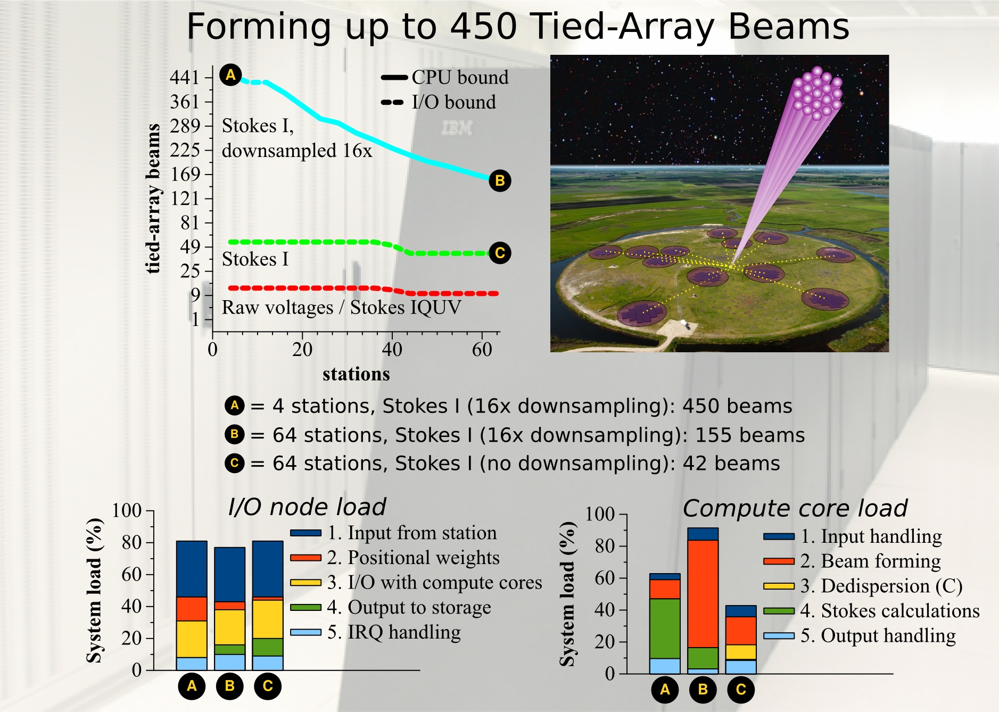 Forming up to 450 Tied-Array Beams
tied-array beams
441
361
289
225
169
121
81
49
25
9
1
0
20
40
60
stations
A
B
C
CPU bound
I/O bound
Stokes I,
downsampled 16x
Stokes I
Raw voltages / Stokes IQUV
IBM
A = 4 stations, Stokes I (16x downsampling): 450 beams
B = 64 stations, Stokes I (16x downsampling): 155 beams
C = 64 stations, Stokes I (no downsampling): 42 beams
I/O node load
System load (%)
100
80
60
40
20
0
1. Input from station
2. Positional weights
3. I/O with compute cores
4. Output to storage
5. IRQ handling
A B C
Compute core load
System load (%)
100
80
60
40
20
0
1. Input handling
2. Beam forming
3. Dedispersion (C)
4. Stokes calculations
5. Output handling
A B C